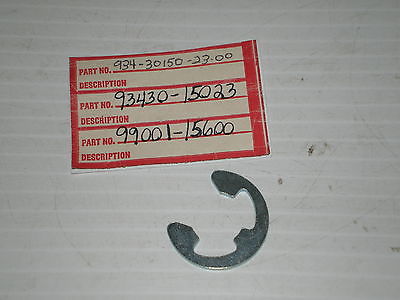 PART NO. 934-30150-23-00
DESCRIPTION
PART NO. 93430-15023
DESCRIPTION
PART NO. 99001-15600
DESCRIPTION